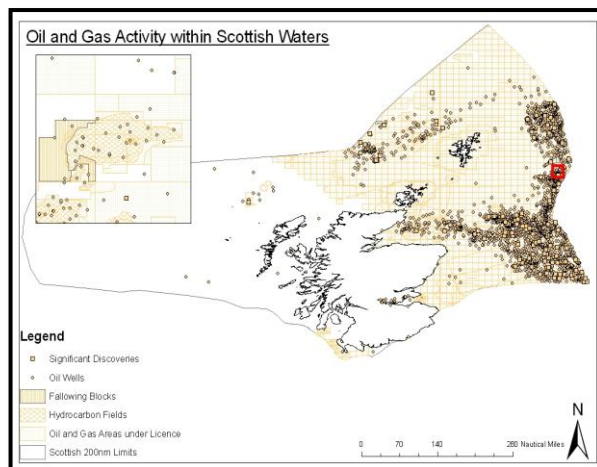 Oil and Gas Activity within Scottish Waters
Legend
Significant Discoveries
Oil Wells
Fallowing Blocks
Hydrocarbon Fields
Oil and Gas Areas under Licence
Scottish 200nm Limits
N
0 70 140 280 Nautical Miles